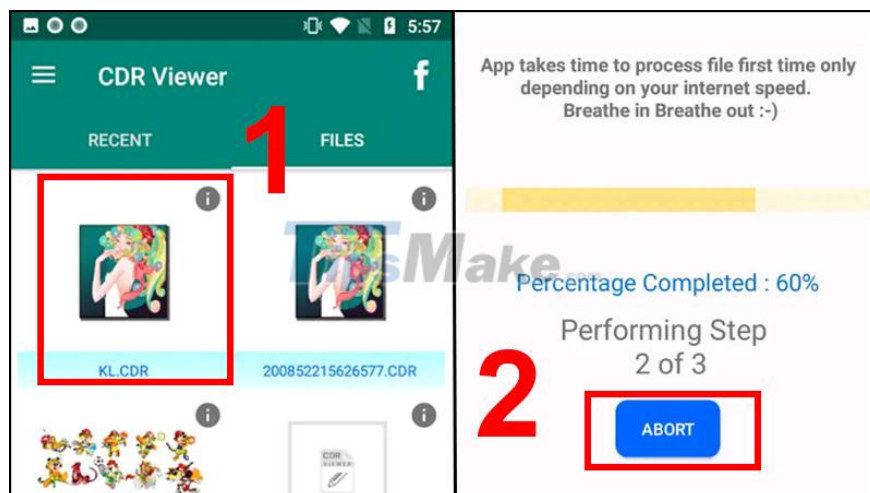 5:57
CDR Viewer
f
RECENT
FILES
1
KL.CDR
200852215626577.CDR
CDR
VIEWER
App takes time to process file first time only
depending on your internet speed.
Breathe in Breathe out :-)
TipsMake.com
Percentage Completed : 60%
Performing Step
2 of 3
2
ABORT